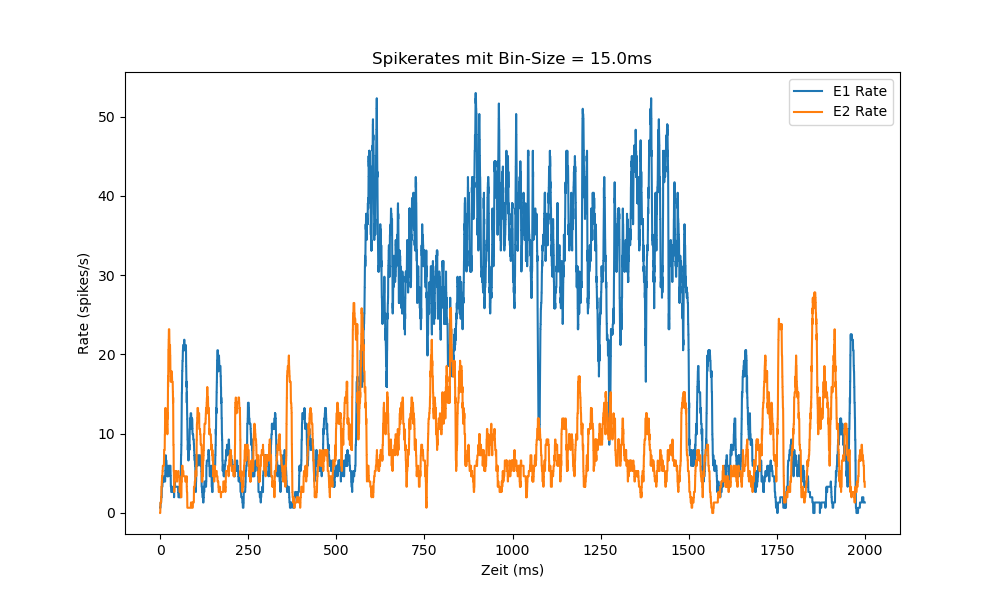 Spikerates mit Bin-Size = 15.0ms
E1 Rate
E2 Rate
Rate (spikes/s)
50
40
30
20
10
0
0 250 500 750 1000 1250 1500 1750 2000
Zeit (ms)